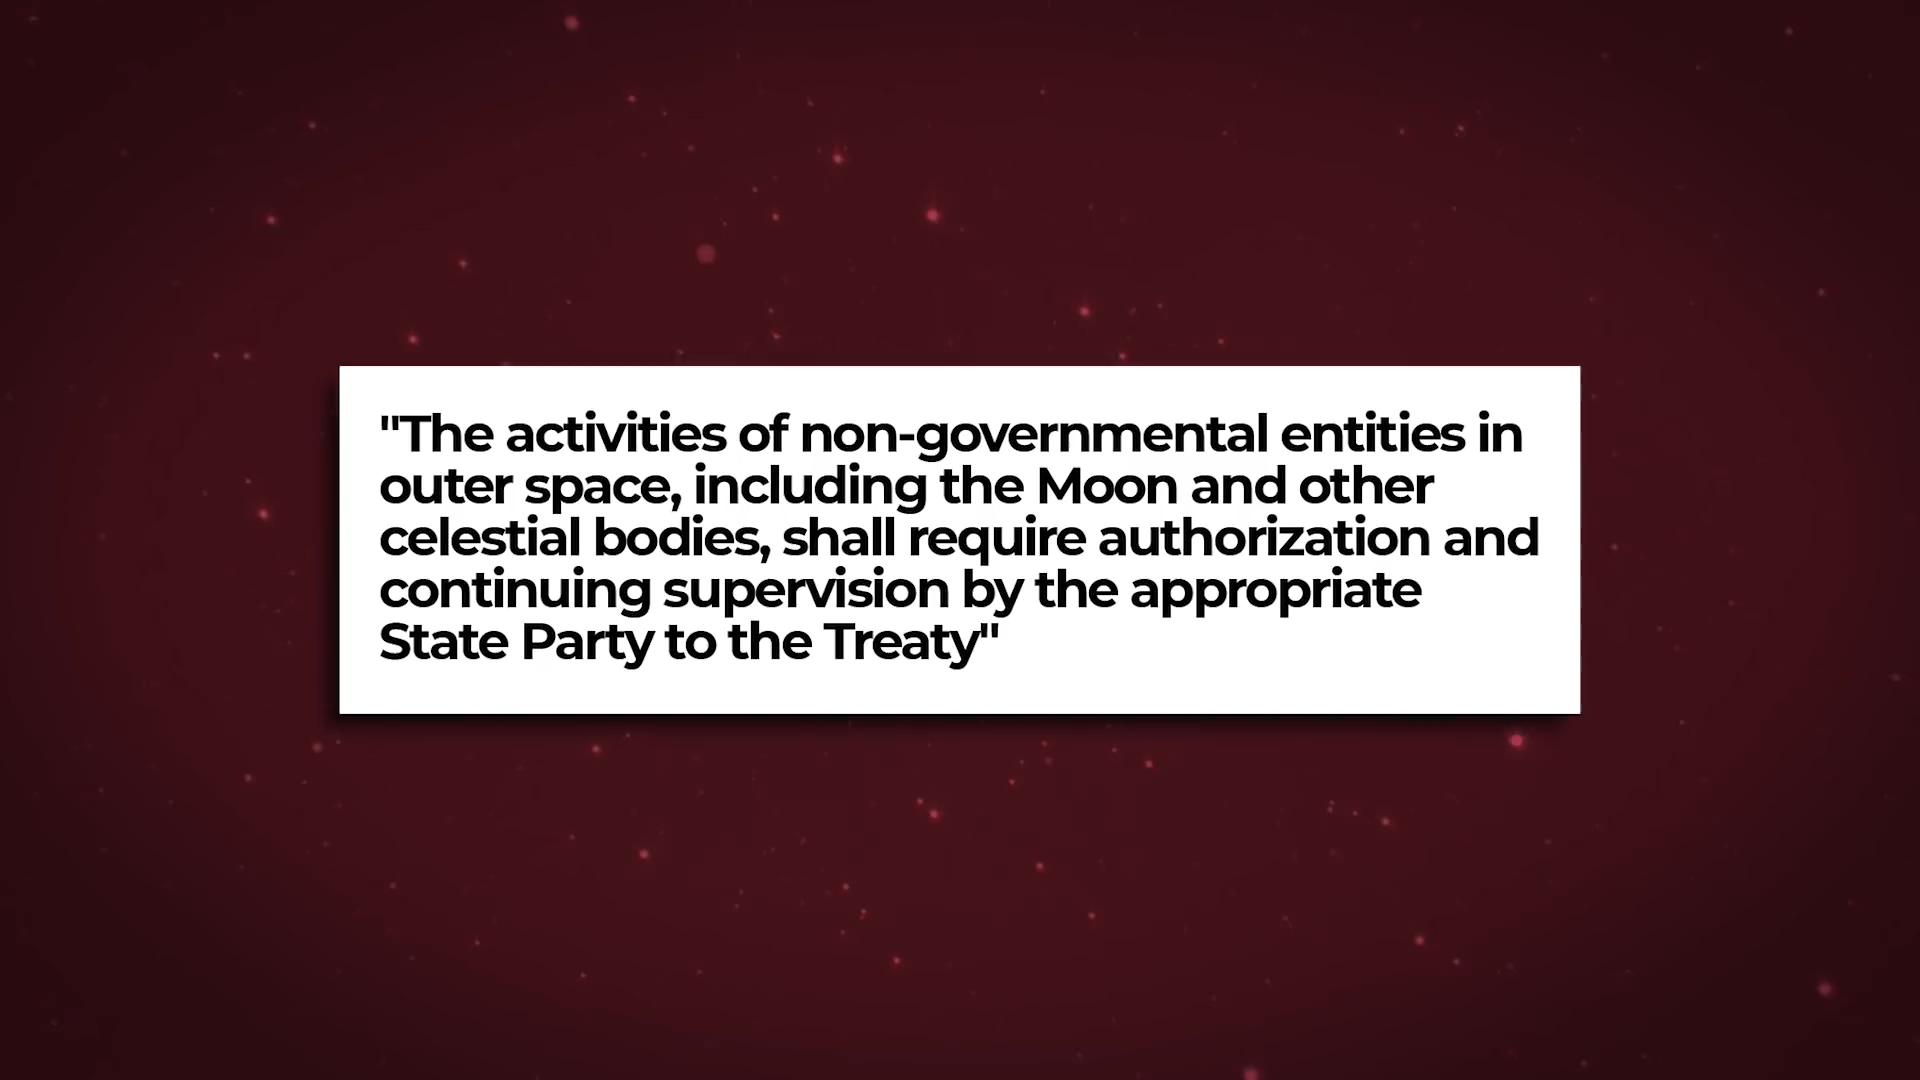 "The activities of non-governmental entities in
outer space, including the Moon and other
celestial bodies, shall require authorization and
continuing supervision by the appropriate
State Party to the Treaty"